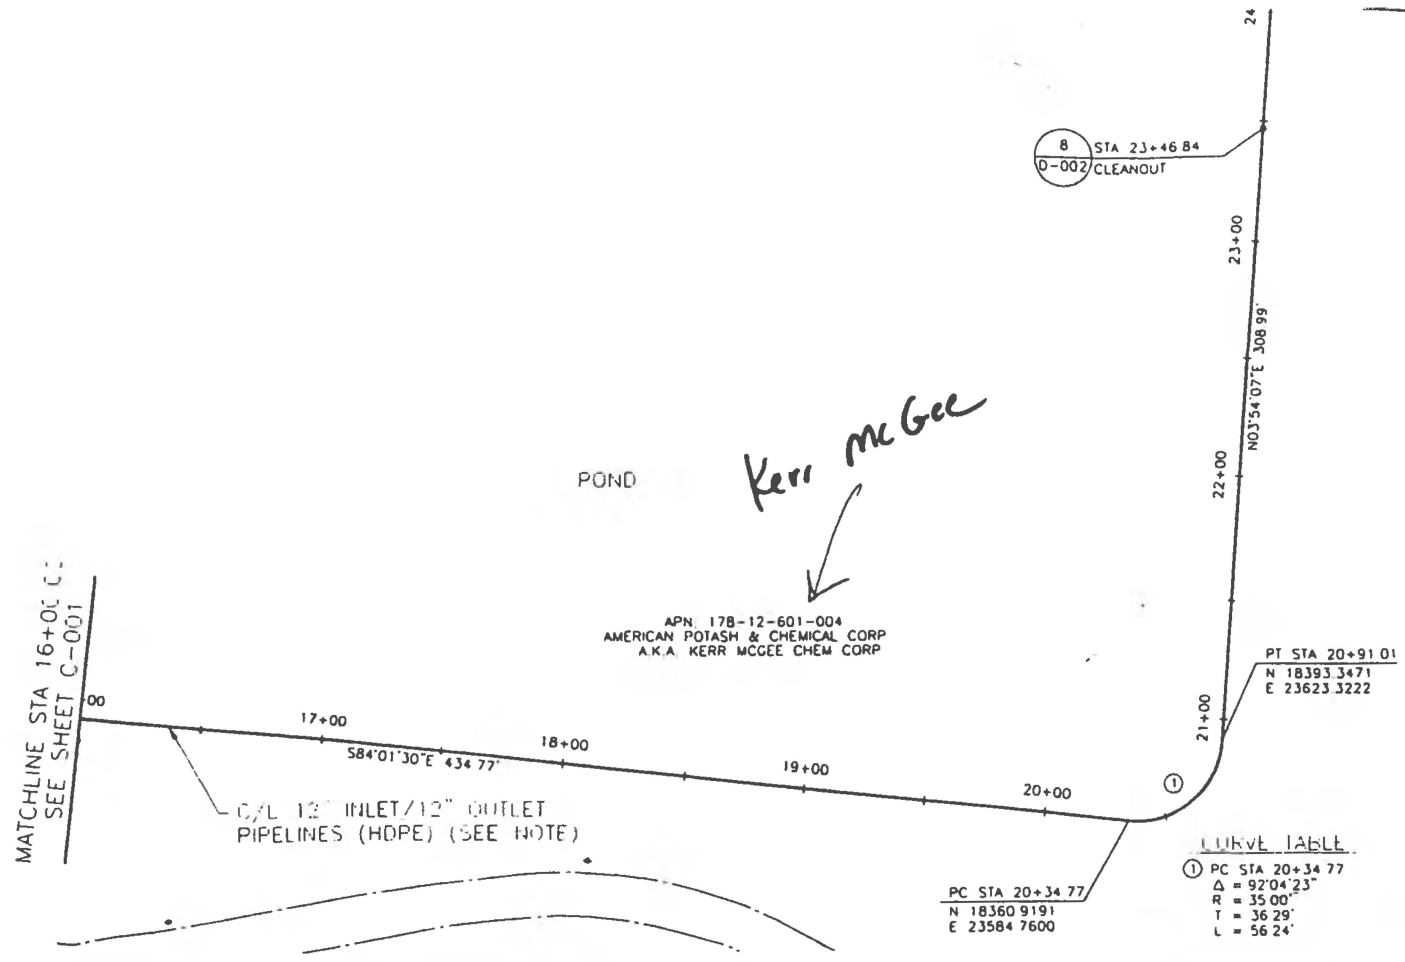 24
8
D-002
STA 23+46 84
CLEANOUT
23+00
N03°54'07"E 308 99'
22+00
Kerr McGee
POND
APN 178-12-601-004
AMERICAN POTASH & CHEMICAL CORP
A.K.A. KERR MCGEE CHEM CORP
MATCHLINE STA 16+00
SEE SHEET C-001
00
17+00
S84°01'30"E 434 77'
18+00
19+00
20+00
21+00
PT STA 20+91 01
N 18393.3471
E 23623.3222
1
C/L 12" INLET/12" OUTLET
PIPELINES (HDPE) (SEE NOTE)
PC STA 20+34 77
N 18360 9191
E 23584 7600
CURVE TABLE
1 PC STA 20+34 77
Δ = 92°04'23"
R = 35 00'
T = 36 29'
L = 56 24'